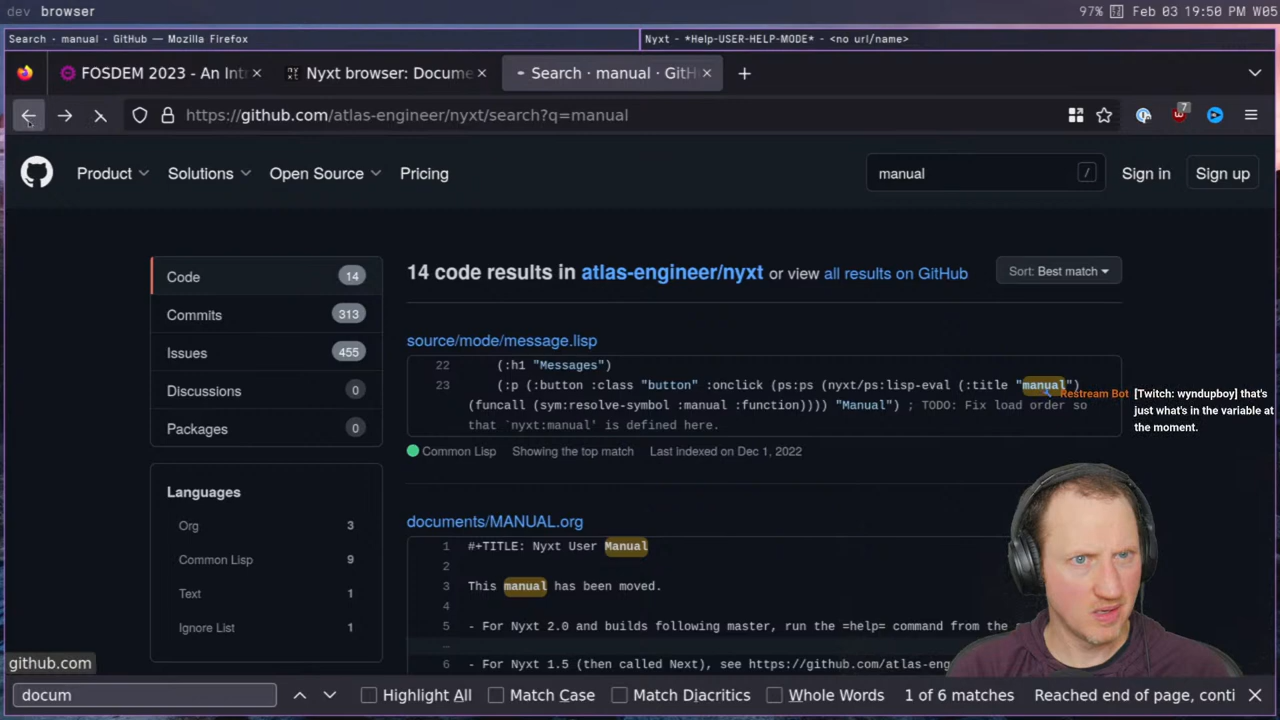 dev browser
97% Feb 03 19:50 PM W05
Search · manual · GitHub — Mozilla Firefox
Nyxt - *Help-USER-HELP-MODE* - <no url/name>
FOSDEM 2023 - An Int
Nyxt browser: Docume
Search · manual · GitH
https://github.com/atlas-engineer/nyxt/search?q=manual
7
Product
Solutions
Open Source
Pricing
manual
/
Sign in
Sign up
Code 14
Commits 313
Issues 455
Discussions 0
Packages 0
Languages
Org 3
Common Lisp 9
Text 1
Ignore List 1
14 code results in atlas-engineer/nyxt or view all results on GitHub
Sort: Best match
source/mode/message.lisp
22 (:h1 "Messages")
23 (:p (:button :class "button" :onclick (ps:ps (nyxt/ps:lisp-eval (:title "manual")
(funcall (sym:resolve-symbol :manual :function)))) "Manual") ; TODO: Fix load order so
that `nyxt:manual' is defined here.
Common Lisp Showing the top match Last indexed on Dec 1, 2022
Restream Bot [Twitch: wyndupboy] that's
just what's in the variable at
the moment.
documents/MANUAL.org
1 #+TITLE: Nyxt User Manual
2
3 This manual has been moved.
4
5 - For Nyxt 2.0 and builds following master, run the =help= command from the
6 - For Nyxt 1.5 (then called Next), see https://github.com/atlas-eng
github.com
docum
Highlight All
Match Case
Match Diacritics
Whole Words
1 of 6 matches
Reached end of page, conti